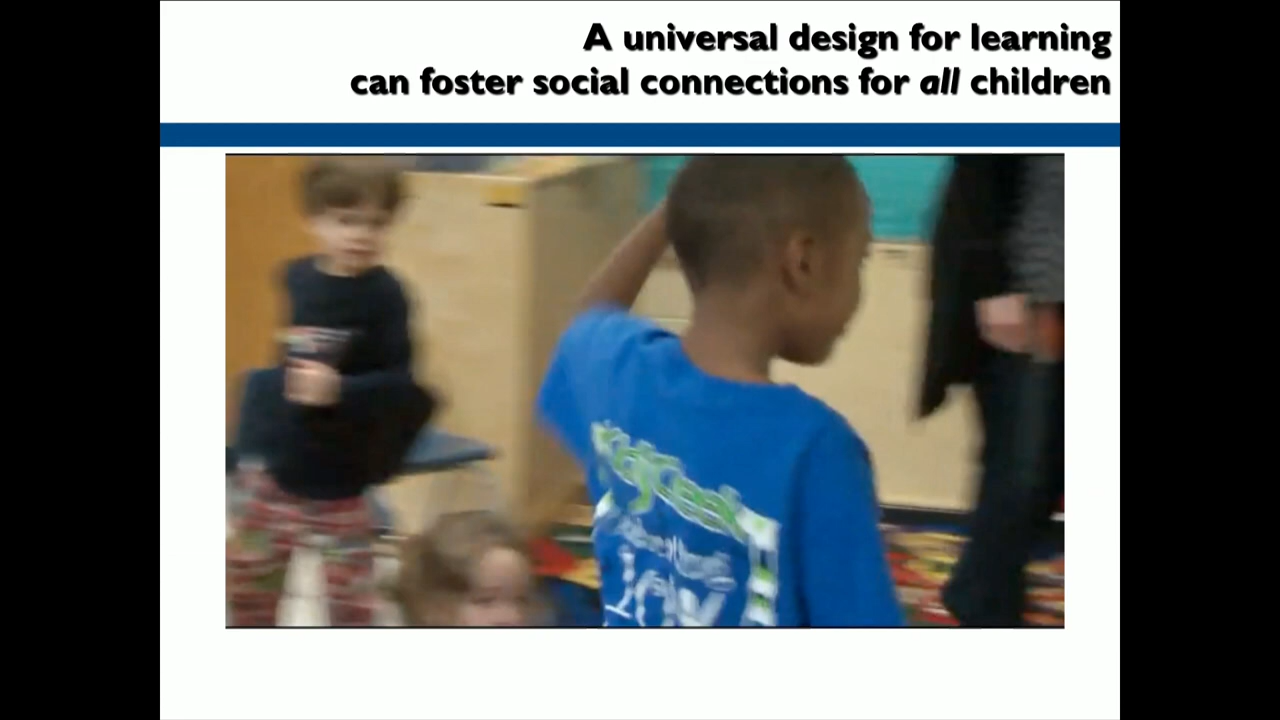 A universal design for learning
can foster social connections for all children